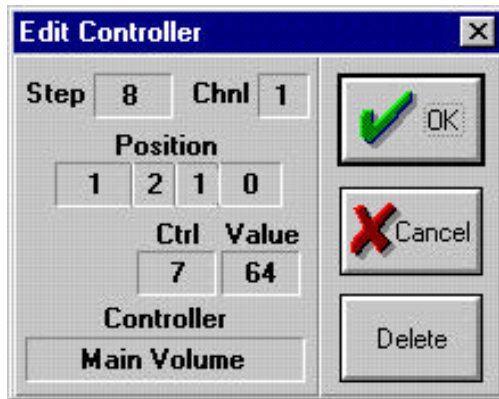 Edit Controller
Step 8 Chnl 1
OK
Position
1 2 1 0
Ctrl Value
Cancel
7 64
Controller
Delete
Main Volume